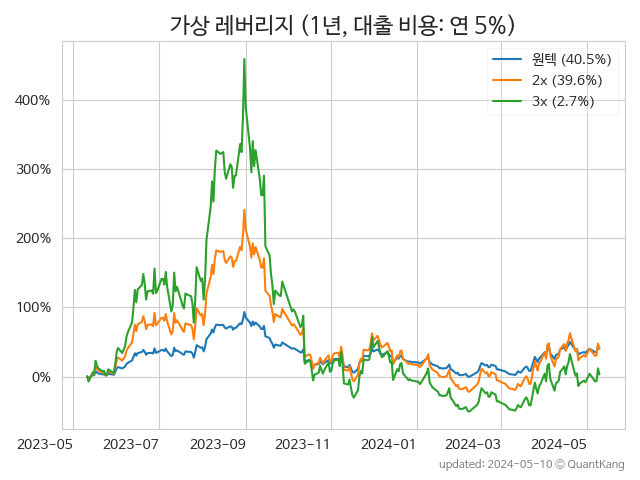 가상 레버리지 (1년, 대출 비용: 연 5%)
원텍 (40.5%)
2x (39.6%)
3x (2.7%)
400%
300%
200%
100%
0%
2023-05 2023-07 2023-09 2023-11 2024-01 2024-03 2024-05
updated: 2024-05-10 © QuantKang